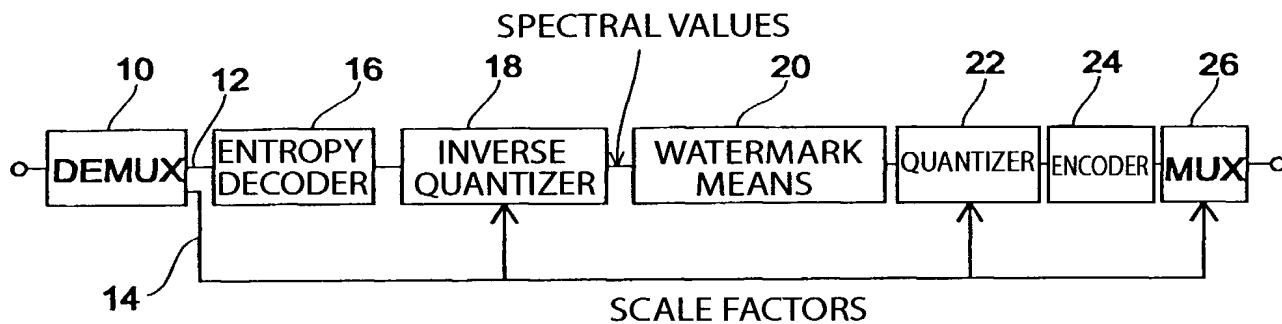 SPECTRAL VALUES
10
12
16
18
20
22
24
26
DEMUX
ENTROPY
DECODER
INVERSE
QUANTIZER
WATERMARK
MEANS
QUANTIZER
ENCODER
MUX
14
SCALE FACTORS